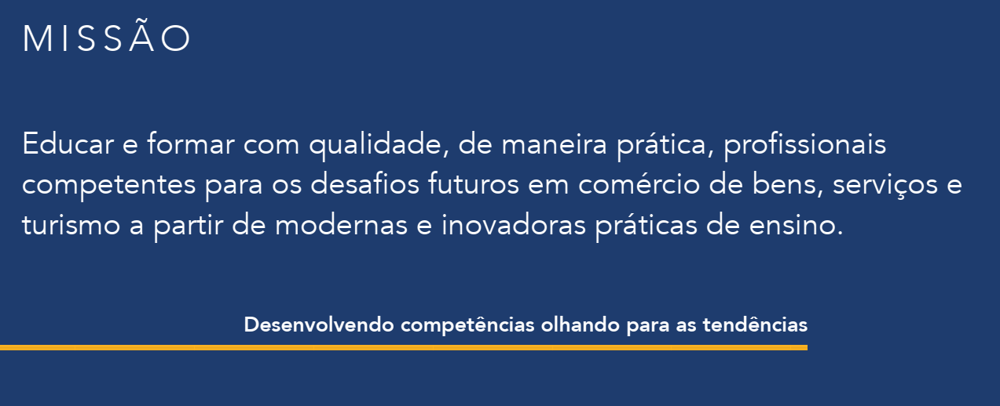 MISSÃO
Educar e formar com qualidade, de maneira prática, profissionais
competentes para os desafios futuros em comércio de bens, serviços e
turismo a partir de modernas e inovadoras práticas de ensino.
Desenvolvendo competências olhando para as tendências